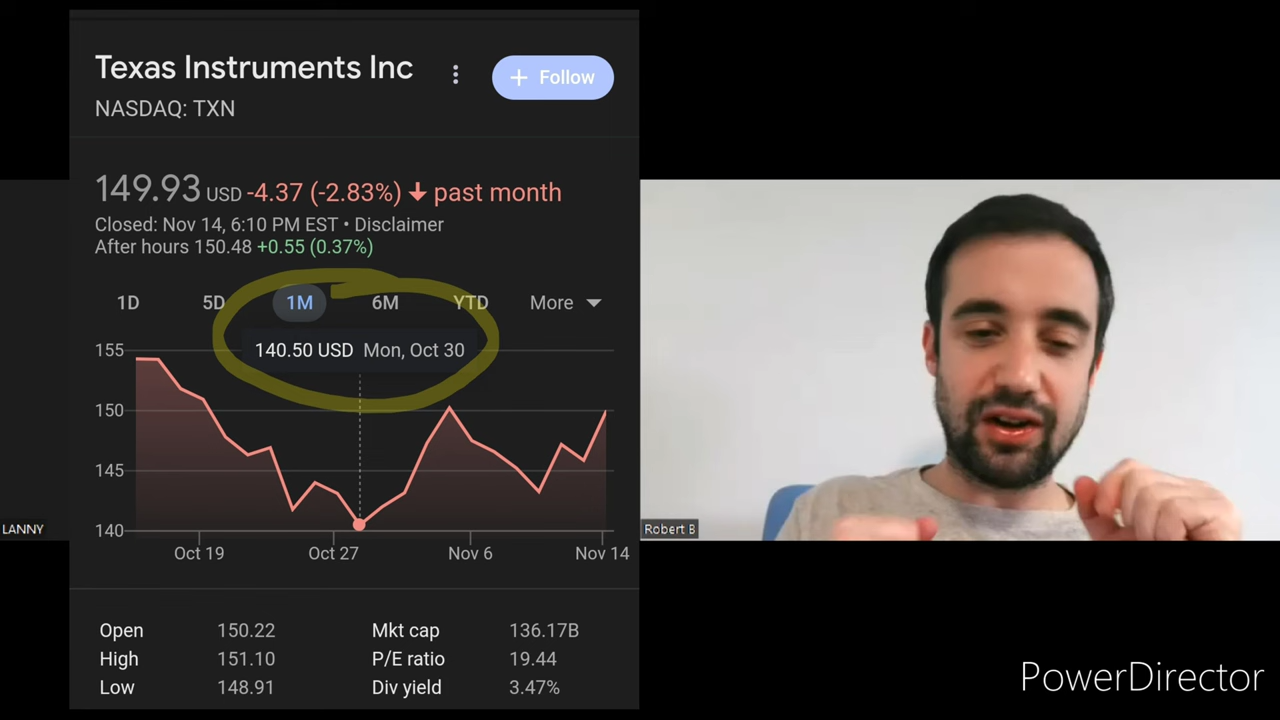 Texas Instruments Inc
+ Follow
NASDAQ: TXN
149.93 USD -4.37 (-2.83%) ↓ past month
Closed: Nov 14, 6:10 PM EST • Disclaimer
After hours 150.48 +0.55 (0.37%)
1D 5D 1M 6M YTD More
140.50 USD Mon, Oct 30
155
150
145
140
Oct 19 Oct 27 Nov 6 Nov 14
Open 150.22 Mkt cap 136.17B
High 151.10 P/E ratio 19.44
Low 148.91 Div yield 3.47%
LANNY
Robert B
PowerDirector